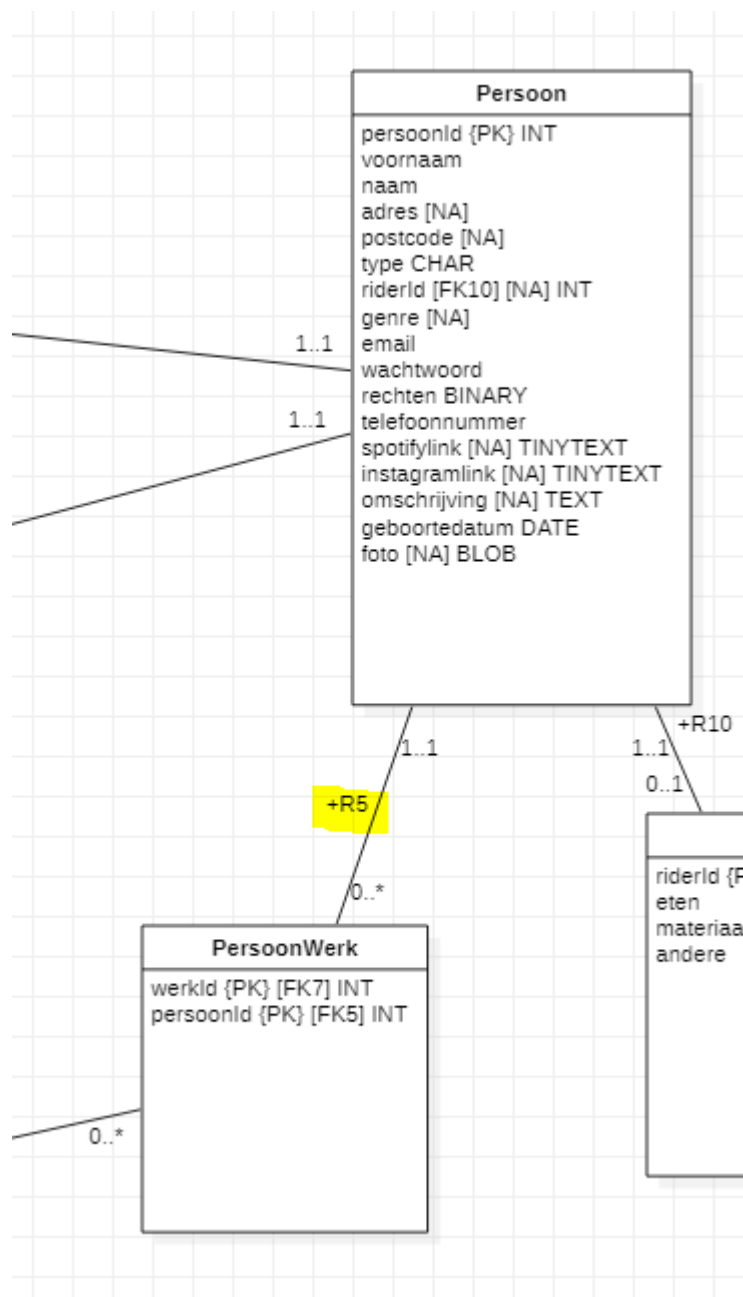 Persoon
persoonId {PK} INT
voornaam
naam
adres [NA]
postcode [NA]
type CHAR
riderId [FK10] [NA] INT
genre [NA]
email
wachtwoord
rechten BINARY
telefoonnummer
spotifylink [NA] TINYTEXT
instagramlink [NA] TINYTEXT
omschrijving [NA] TEXT
geboortedatum DATE
foto [NA] BLOB
1..1
1..1
+R10
1..1
1..1
0..1
+R5
0..*
riderId {P
eten
materiaa
andere
PersoonWerk
werkId {PK} [FK7] INT
persoonId {PK} [FK5] INT
0..*